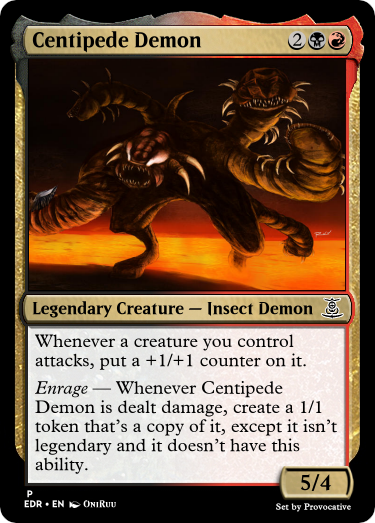 Centipede Demon 2
Legendary Creature — Insect Demon
Whenever a creature you control
attacks, put a +1/+1 counter on it.
Enrage — Whenever Centipede
Demon is dealt damage, create a 1/1
token that's a copy of it, except it isn't
legendary and it doesn't have this
ability.
5/4
P
EDR • EN OniRuu
Set by Provocative